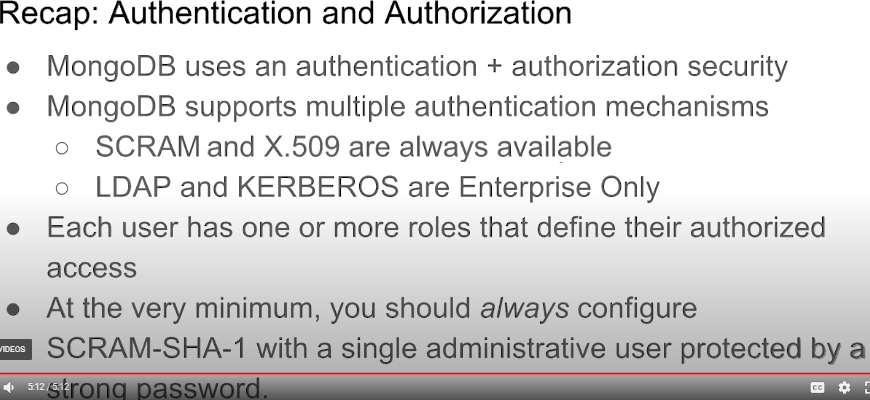 Recap: Authentication and Authorization
● MongoDB uses an authentication + authorization security
● MongoDB supports multiple authentication mechanisms
○ SCRAM and X.509 are always available
○ LDAP and KERBEROS are Enterprise Only
● Each user has one or more roles that define their authorized
access
● At the very minimum, you should always configure
VIDEOS
SCRAM-SHA-1 with a single administrative user protected by a
strong password.
5:12 / 5:12
CC